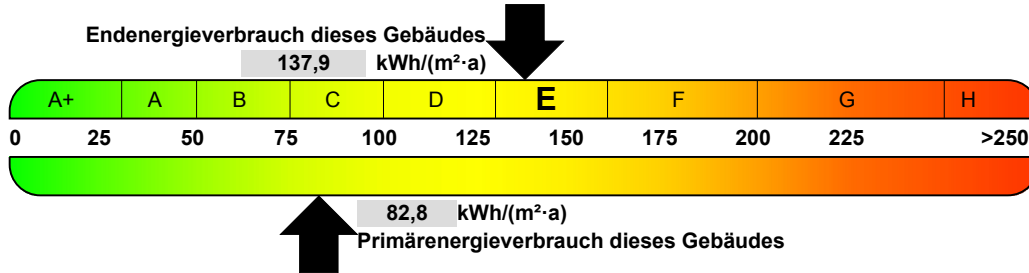 Endenergieverbrauch dieses Gebäudes
137,9 kWh/(m²·a)
A+ A B C D E F G H
0 25 50 75 100 125 150 175 200 225 >250
82,8 kWh/(m²·a)
Primärenergieverbrauch dieses Gebäudes